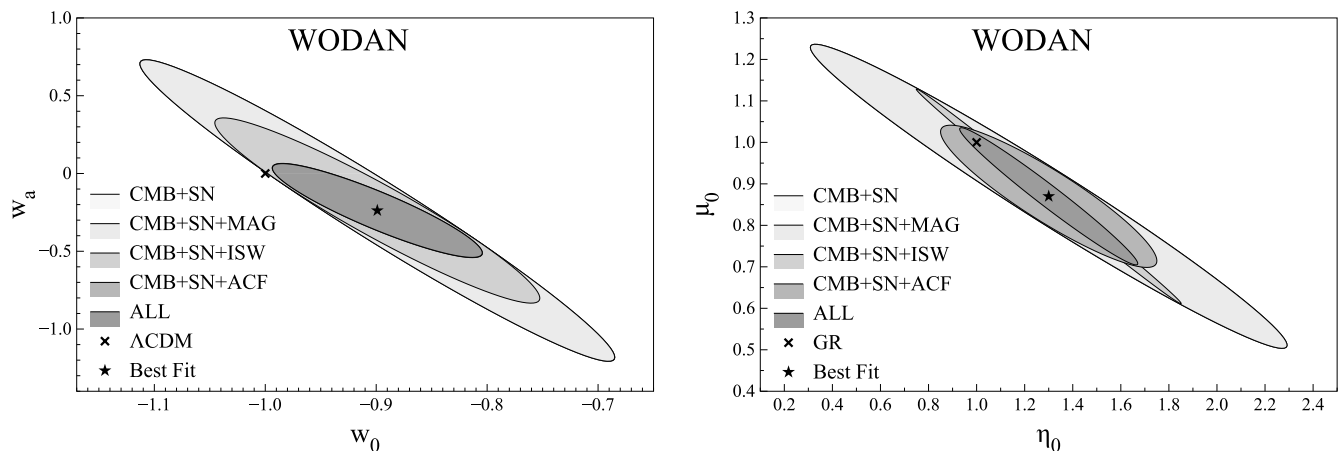 WODAN
1.0
0.5
0
−0.5
−1.0
w_a
CMB+SN
CMB+SN+MAG
CMB+SN+ISW
CMB+SN+ACF
ALL
ΛCDM
Best Fit
−1.1
−1.0
−0.9
−0.8
−0.7
w_0
WODAN
1.3
1.2
1.1
1.0
0.9
0.8
0.7
0.6
0.5
0.4
μ_0
CMB+SN
CMB+SN+MAG
CMB+SN+ISW
CMB+SN+ACF
ALL
GR
Best Fit
0.2
0.4
0.6
0.8
1.0
1.2
1.4
1.6
1.8
2.0
2.2
2.4
η_0